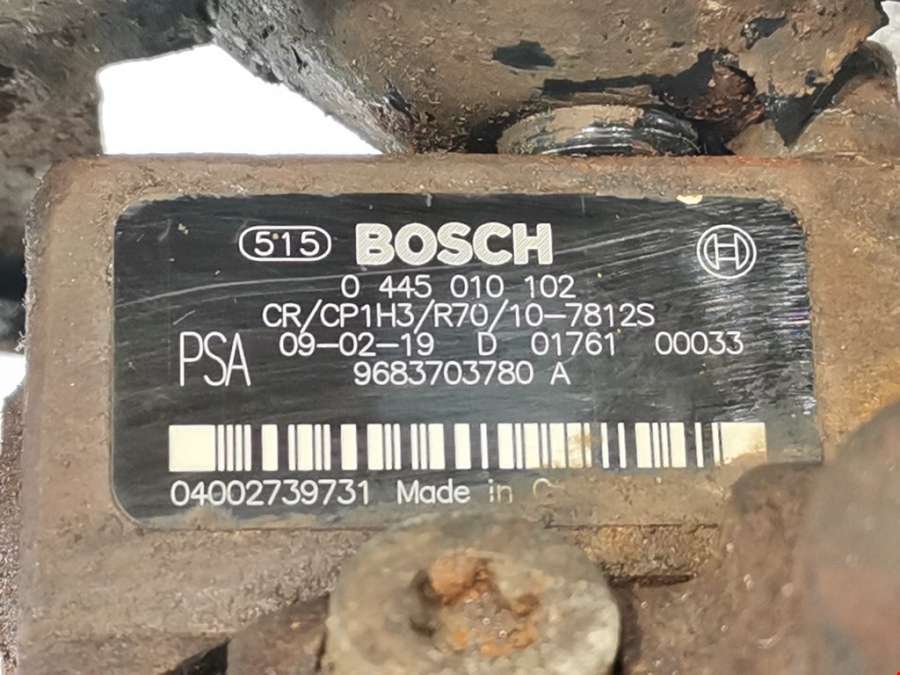 515 BOSCH
0 445 010 102
CR/CP1H3/R70/10-7812S
PSA 09-02-19 D 01761 00033
9683703780 A
04002739731 Made in